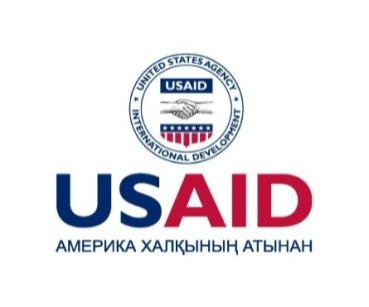 UNITED STATES AGENCY
USAID
INTERNATIONAL DEVELOPMENT
USAID
АМЕРИКА ХАЛҚЫНЫҢ АТЫНАН